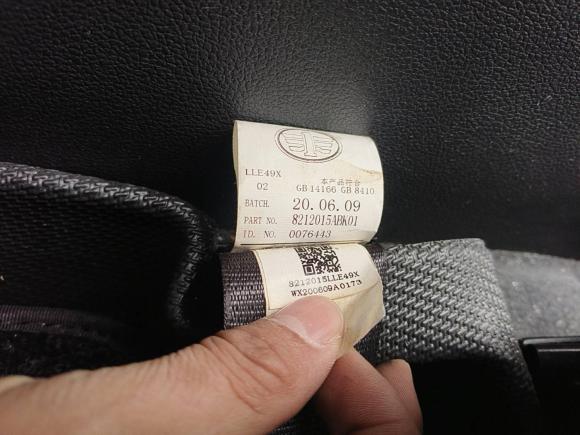 LLE49X
02
本产品符合
GB 14166 GB 8410
BATCH. 20. 06. 09
PART NO. 8212015ABK01
ID. NO. 0076443
8212015LLE49X
WX200609A0173